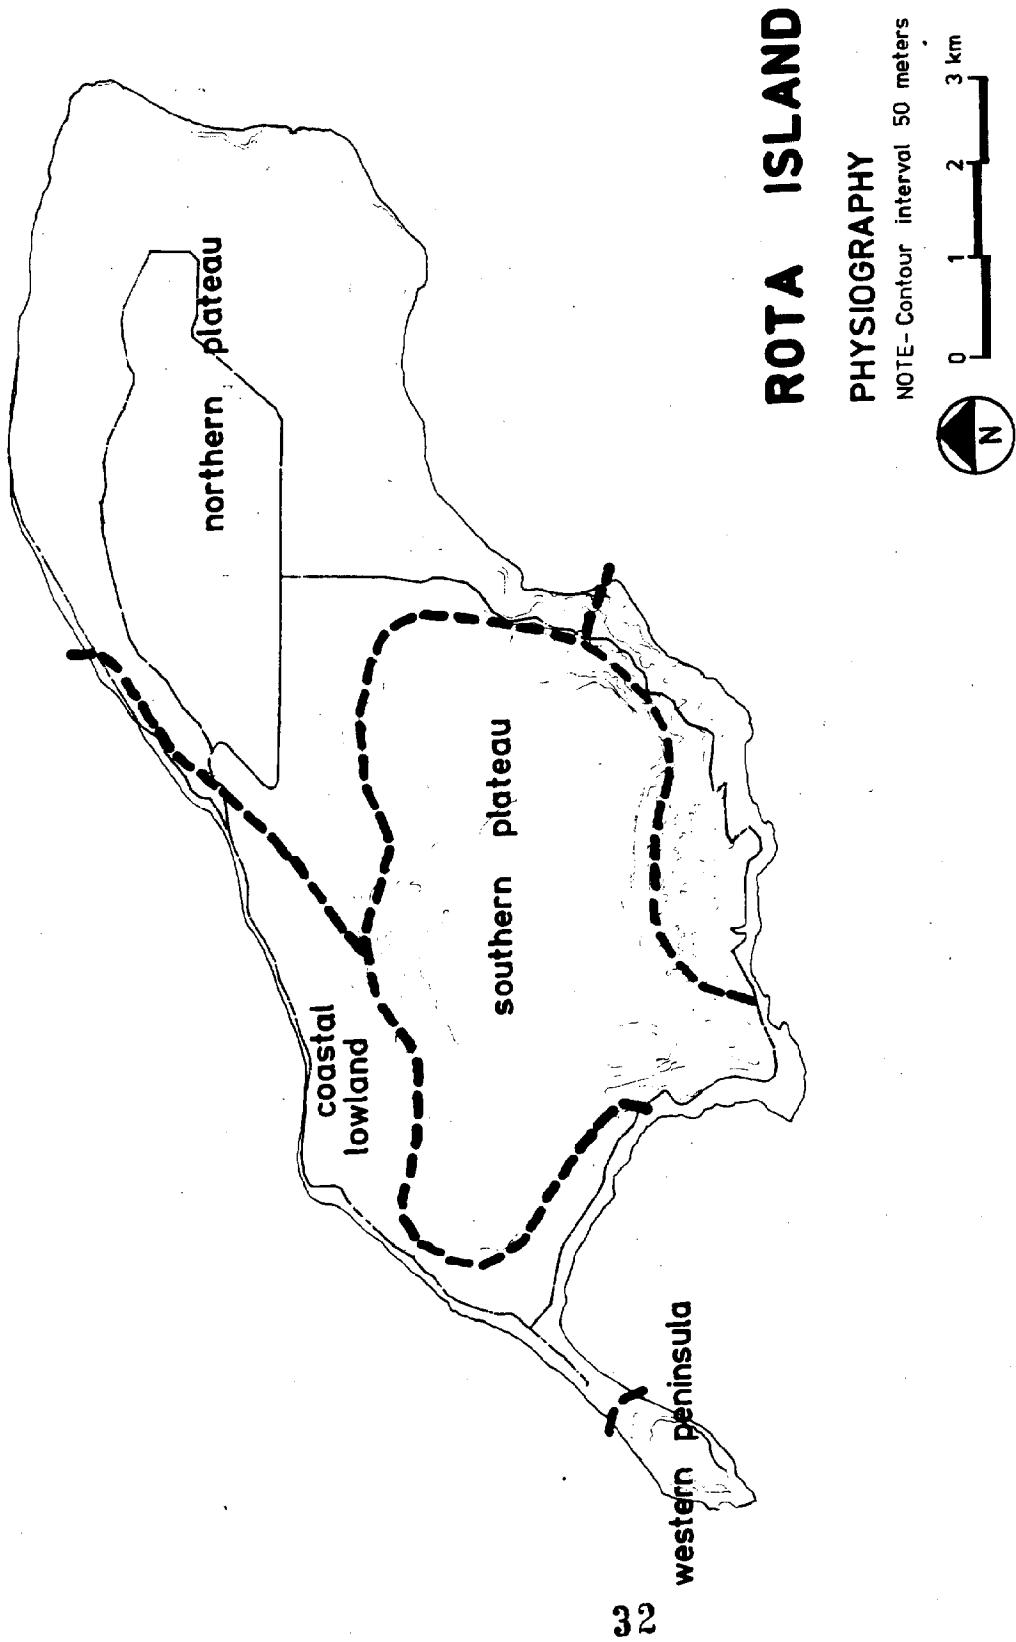 northern plateau
southern plateau
coastal
lowland
western peninsula
ROTA ISLAND
PHYSIOGRAPHY
NOTE-Contour interval 50 meters
0 1 2 3 km
N
32